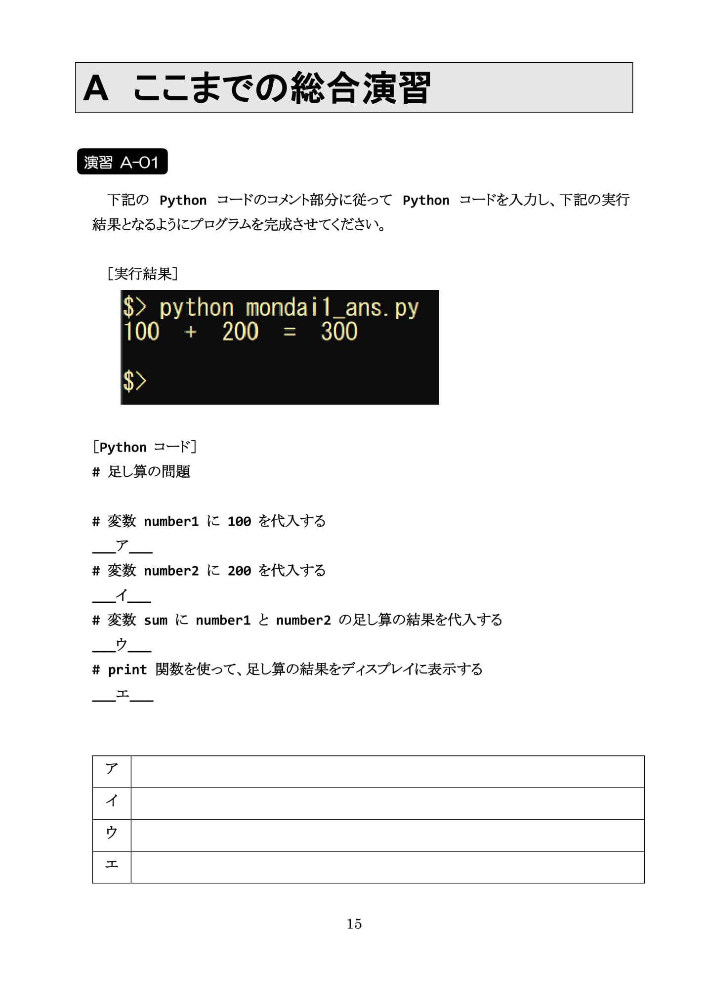 A ここまでの総合演習
演習 A-01
下記の Python コードのコメント部分に従って Python コードを入力し、下記の実行
結果となるようにプログラムを完成させてください。
［実行結果］
$> python mondai1_ans.py
100  +  200  =  300
$>
［Python コード］
# 足し算の問題
# 変数 number1 に 100 を代入する
___ア___
# 変数 number2 に 200 を代入する
___イ___
# 変数 sum に number1 と number2 の足し算の結果を代入する
___ウ___
# print 関数を使って、足し算の結果をディスプレイに表示する
___エ___
ア
イ
ウ
エ
15